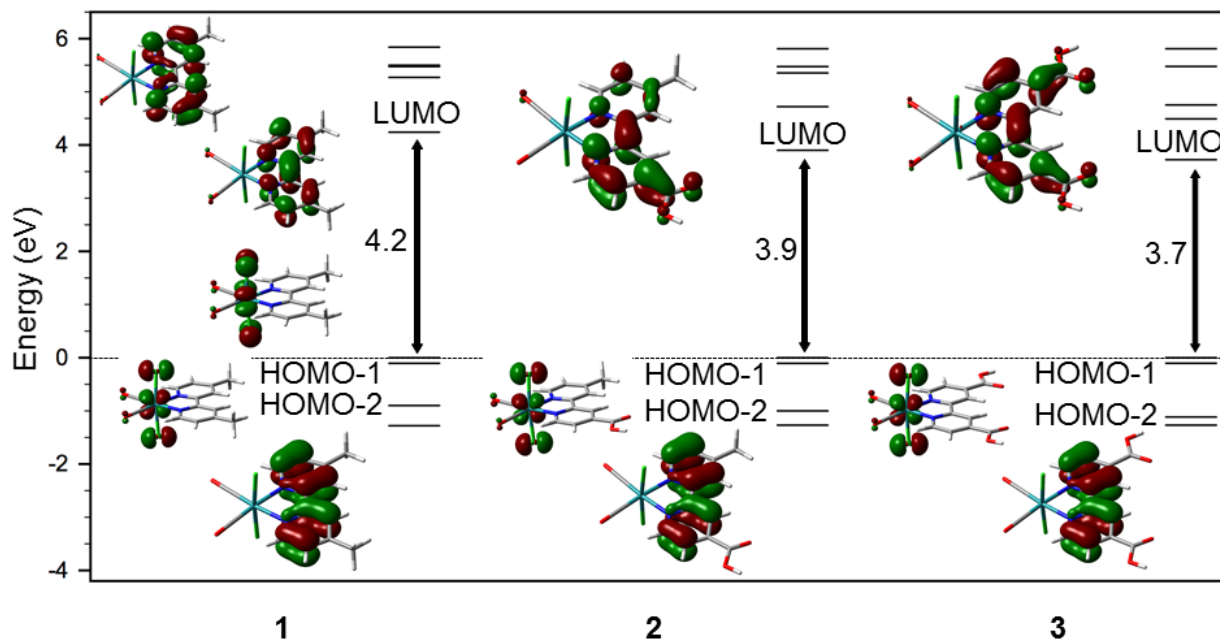 Energy (eV)
6
4
2
0
-2
-4
LUMO
4.2
HOMO-1
HOMO-2
LUMO
3.9
HOMO-1
HOMO-2
LUMO
3.7
HOMO-1
HOMO-2
1
2
3